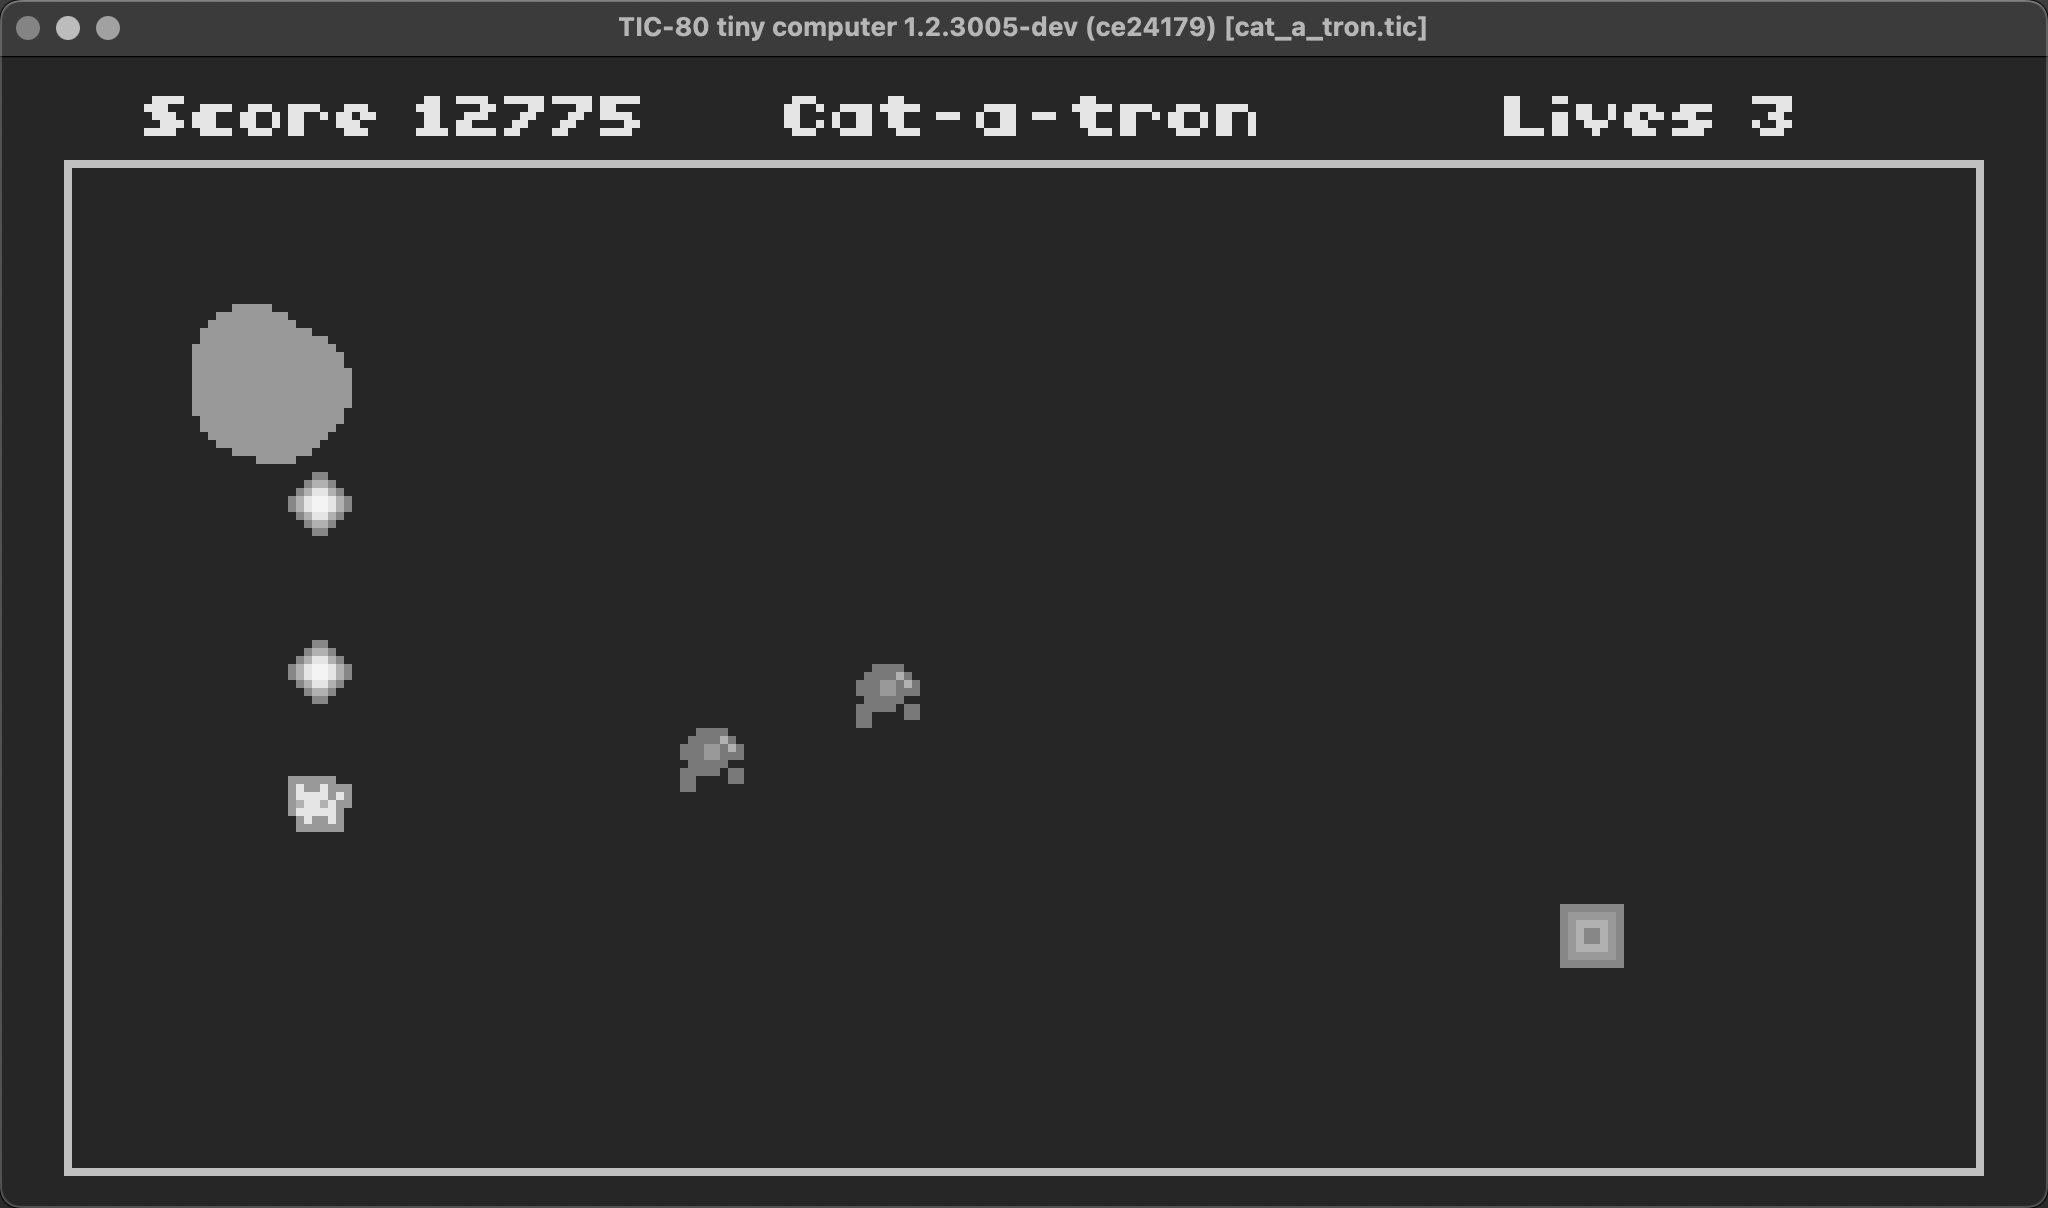 TIC-80 tiny computer 1.2.3005-dev (ce24179) [cat_a_tron.tic]
Score 12775 Cat-a-tron Lives 3